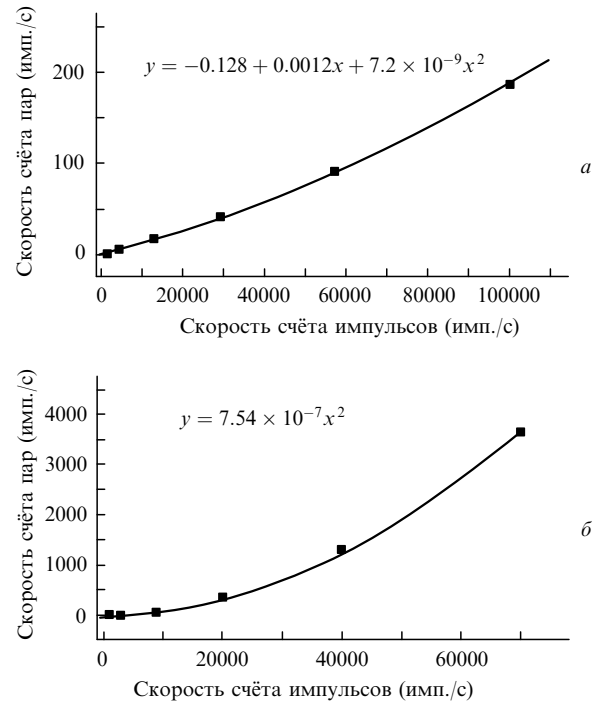 Скорость счёта пар (имп./с)
200
100
0
y = −0.128 + 0.0012x + 7.2 × 10⁻⁹x²
а
0 20000 40000 60000 80000 100000
Скорость счёта импульсов (имп./с)
Скорость счёта пар (имп./с)
4000
3000
2000
1000
0
y = 7.54 × 10⁻⁷x²
б
0 20000 40000 60000
Скорость счёта импульсов (имп./с)